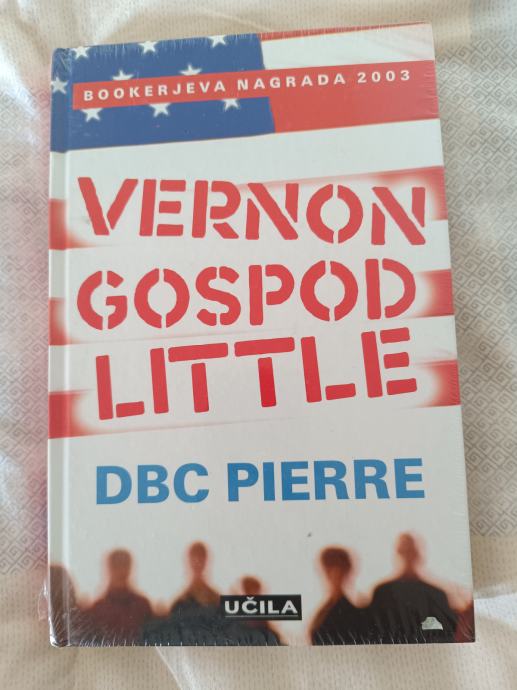 BOOKERJEVA NAGRADA 2003
VERNON
GOSPOD
LITTLE
DBC PIERRE
UČILA